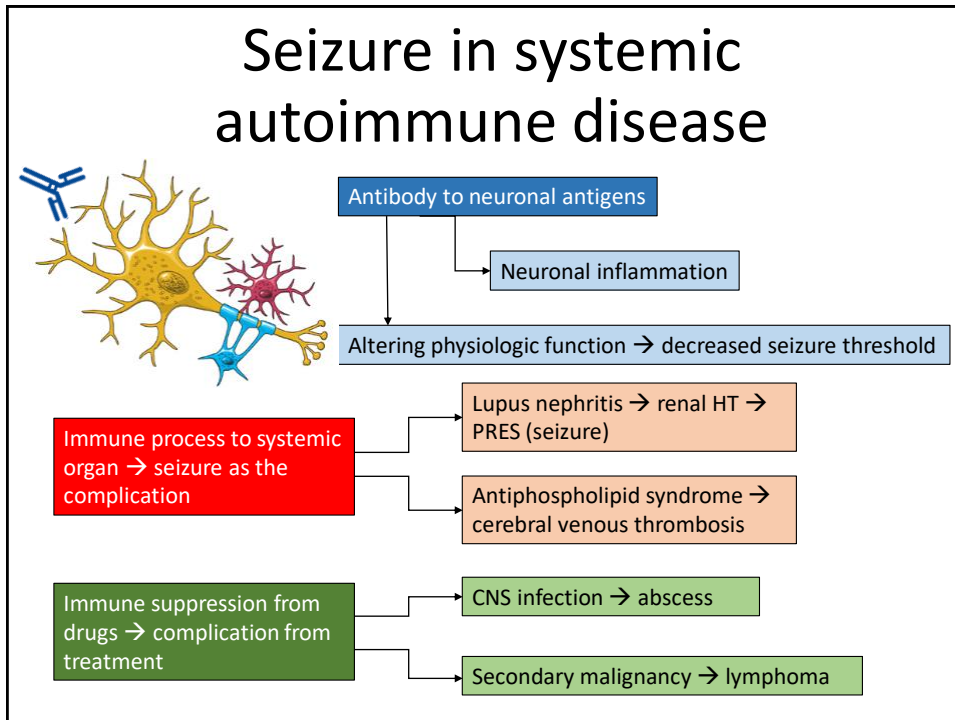 Seizure in systemic
autoimmune disease
Antibody to neuronal antigens
Neuronal inflammation
Altering physiologic function → decreased seizure threshold
Lupus nephritis → renal HT →
PRES (seizure)
Immune process to systemic
organ → seizure as the
complication
Antiphospholipid syndrome →
cerebral venous thrombosis
Immune suppression from
drugs → complication from
treatment
CNS infection → abscess
Secondary malignancy → lymphoma